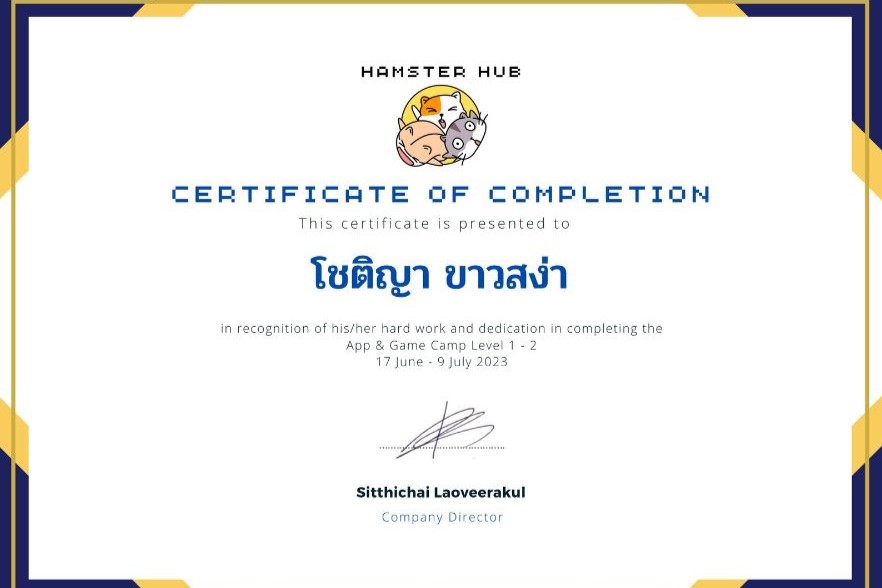 HAMSTER HUB
CERTIFICATE OF COMPLETION
This certificate is presented to
โชติญา ขาวสง่า
in recognition of his/her hard work and dedication in completing the
App & Game Camp Level 1 - 2
17 June - 9 July 2023
Sitthichai Laoveerakul
Company Director